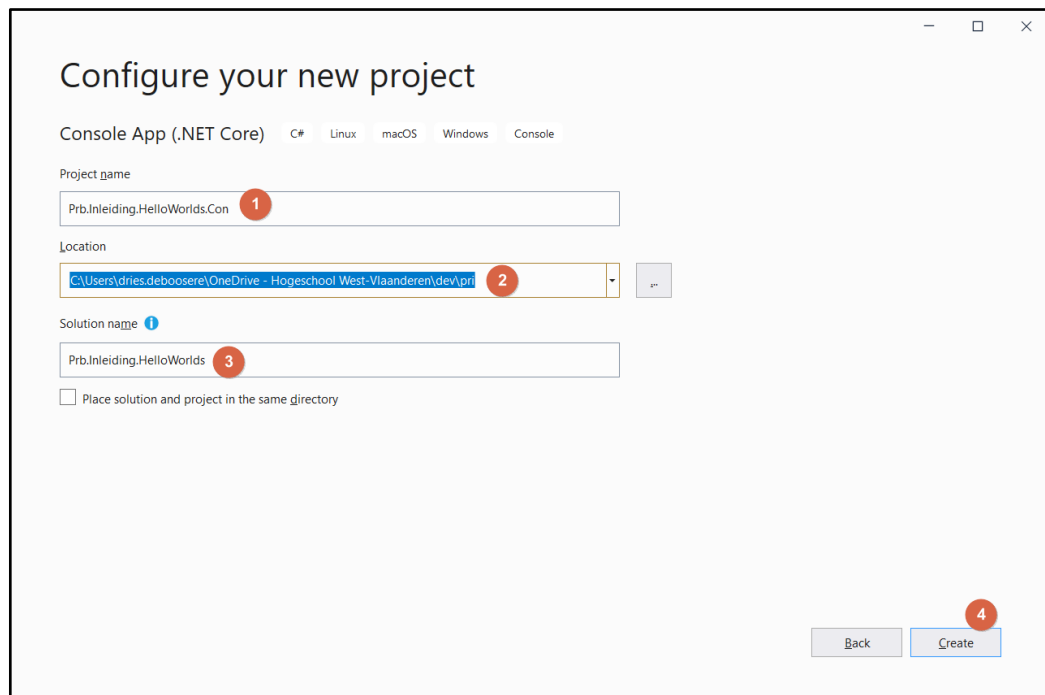 Configure your new project
Console App (.NET Core) C# Linux macOS Windows Console
Project name
Prb.Inleiding.HelloWorlds.Con 1
Location
C:\Users\dries.deboosere\OneDrive - Hogeschool West-Vlaanderen\dev\pri 2
...
Solution name i
Prb.Inleiding.HelloWorlds 3
Place solution and project in the same directory
4
Back Create